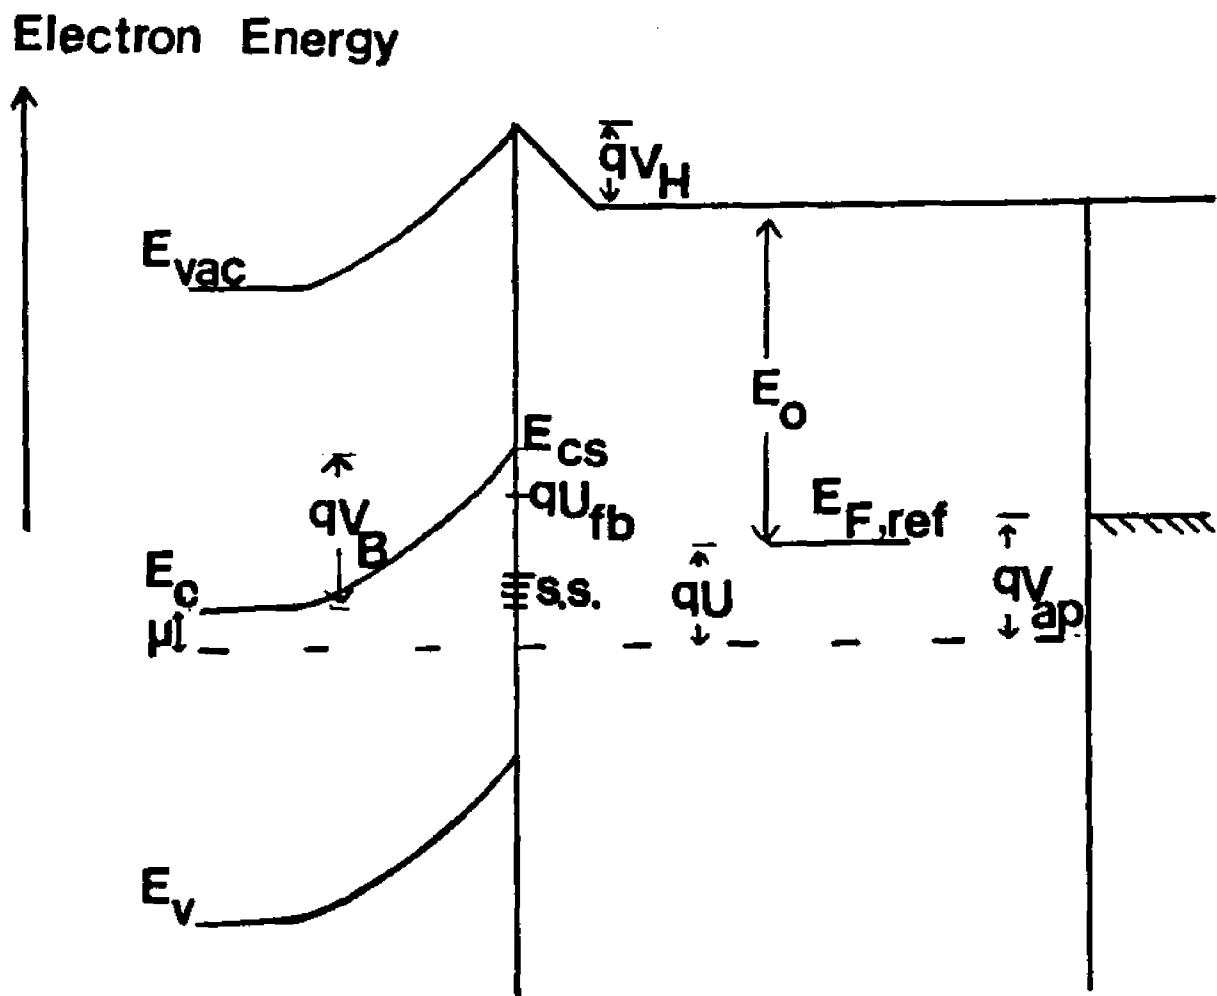 Electron Energy
qV_H
E_vac
E_o
E_cs
qV_B
qU_fb
E_F,ref
E_c
s.s.
qU
qV_ap
μ
E_v